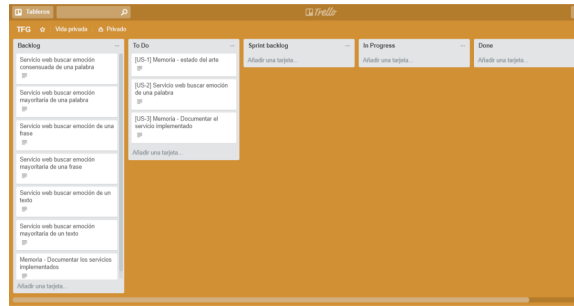 Tableros
Trello
TFG
Vida privada
Privado
Backlog
Servicio web buscar emoción
consensuada de una palabra
Servicio web buscar emoción
mayoritaria de una palabra
Servicio web buscar emoción de una
frase
Servicio web buscar emoción
mayoritaria de una frase
Servicio web buscar emoción de un
texto
Servicio web buscar emoción
mayoritaria de un texto
Memoria - Documentar los servicios
implementados
Añadir una tarjeta...
To Do
[US-1] Memoria - estado del arte
[US-2] Servicio web buscar emoción
de una palabra
[US-3] Memoria - Documentar el
servicio implementado
Añadir una tarjeta...
Sprint backlog
Añadir una tarjeta...
In Progress
Añadir una tarjeta...
Done
Añadir una tarjeta...